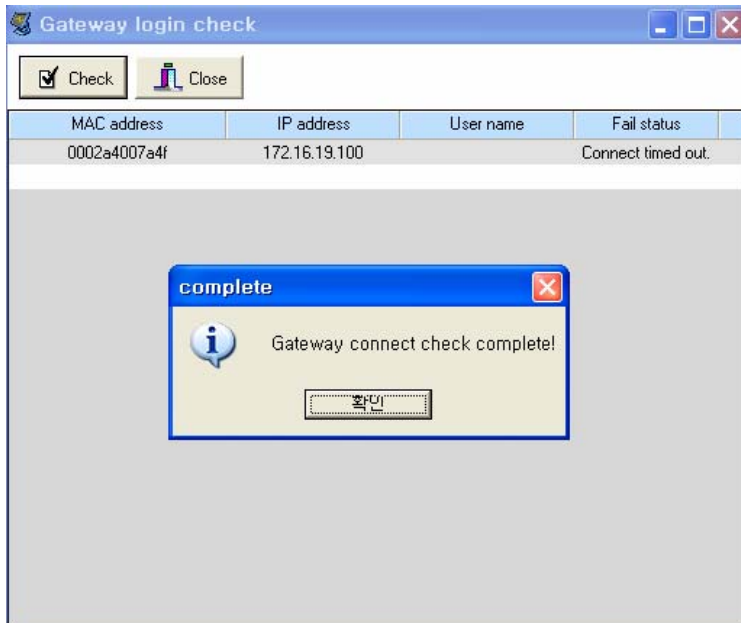 Gateway login check
Check Close
MAC address IP address User name Fail status
0002a4007a4f 172.16.19.100 Connect timed out.
complete
Gateway connect check complete!
확인